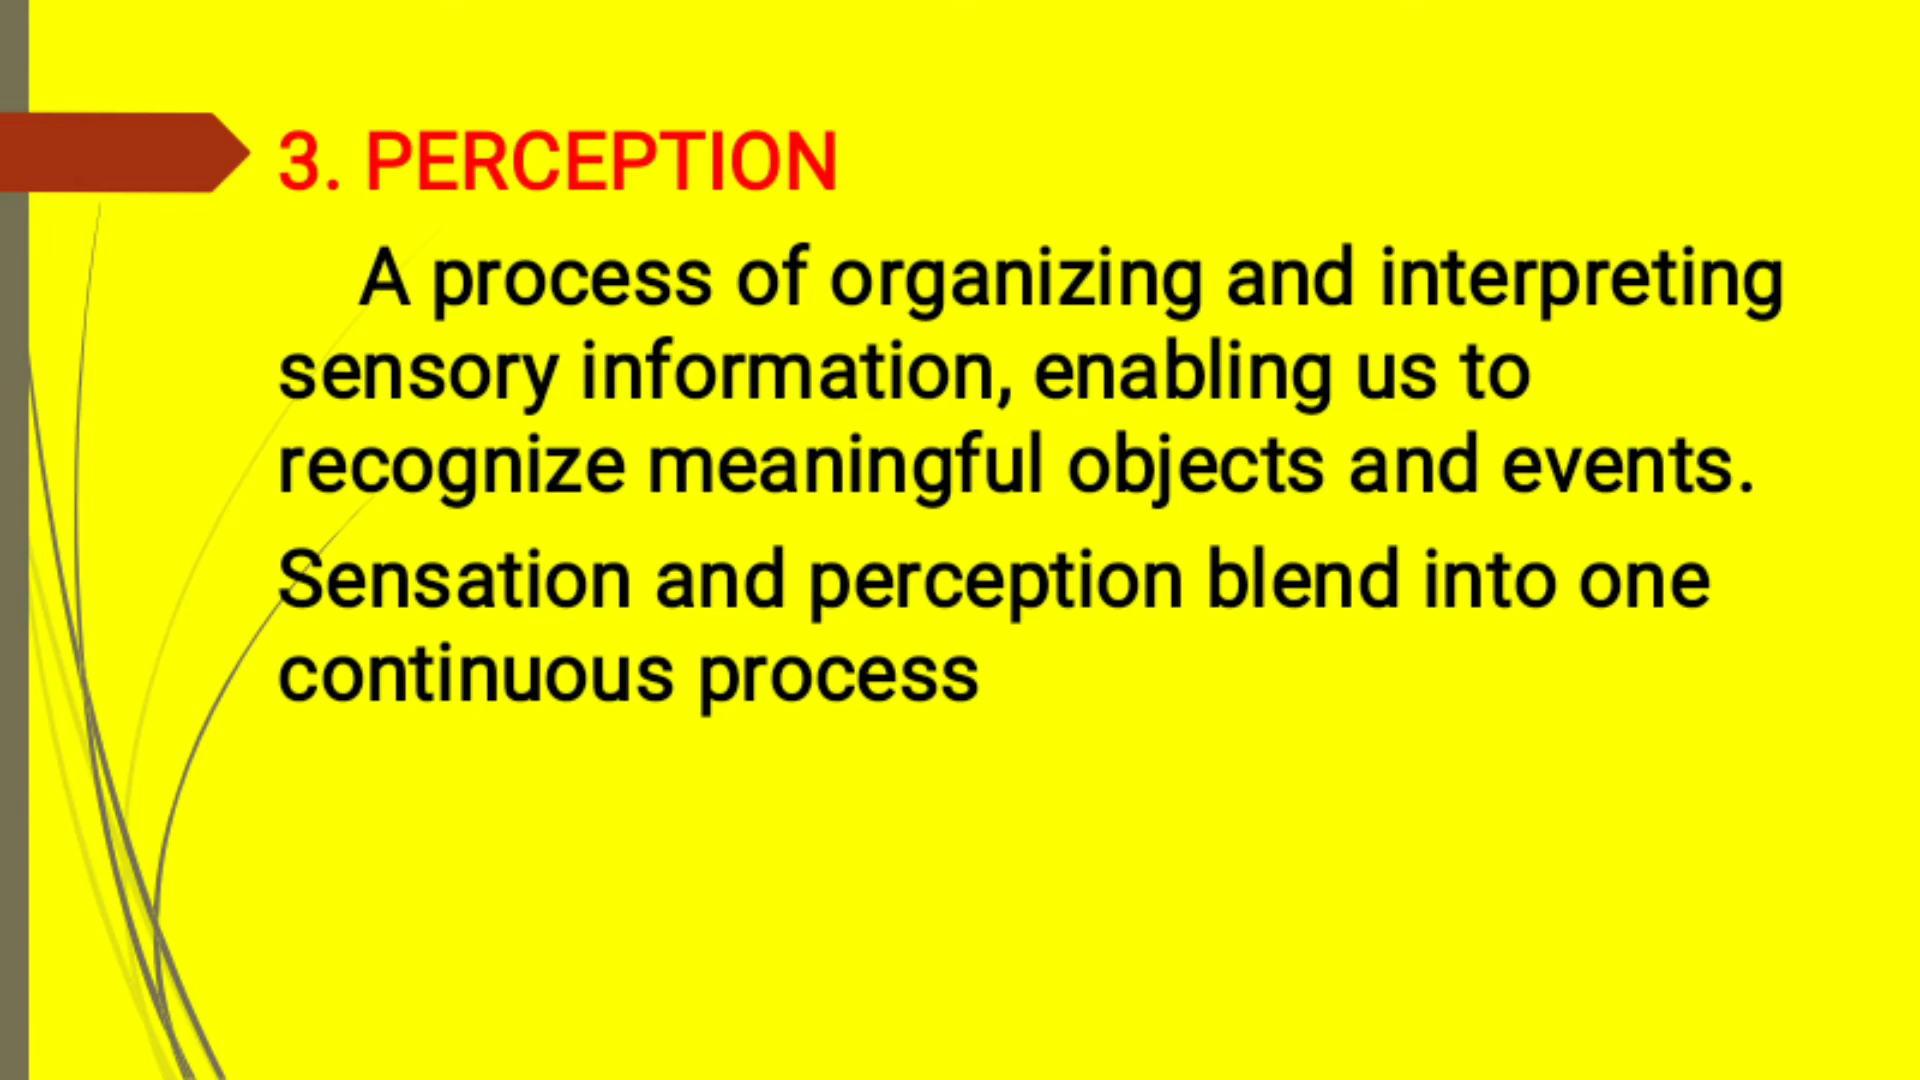 3. PERCEPTION
A process of organizing and interpreting
sensory information, enabling us to
recognize meaningful objects and events.
Sensation and perception blend into one
continuous process